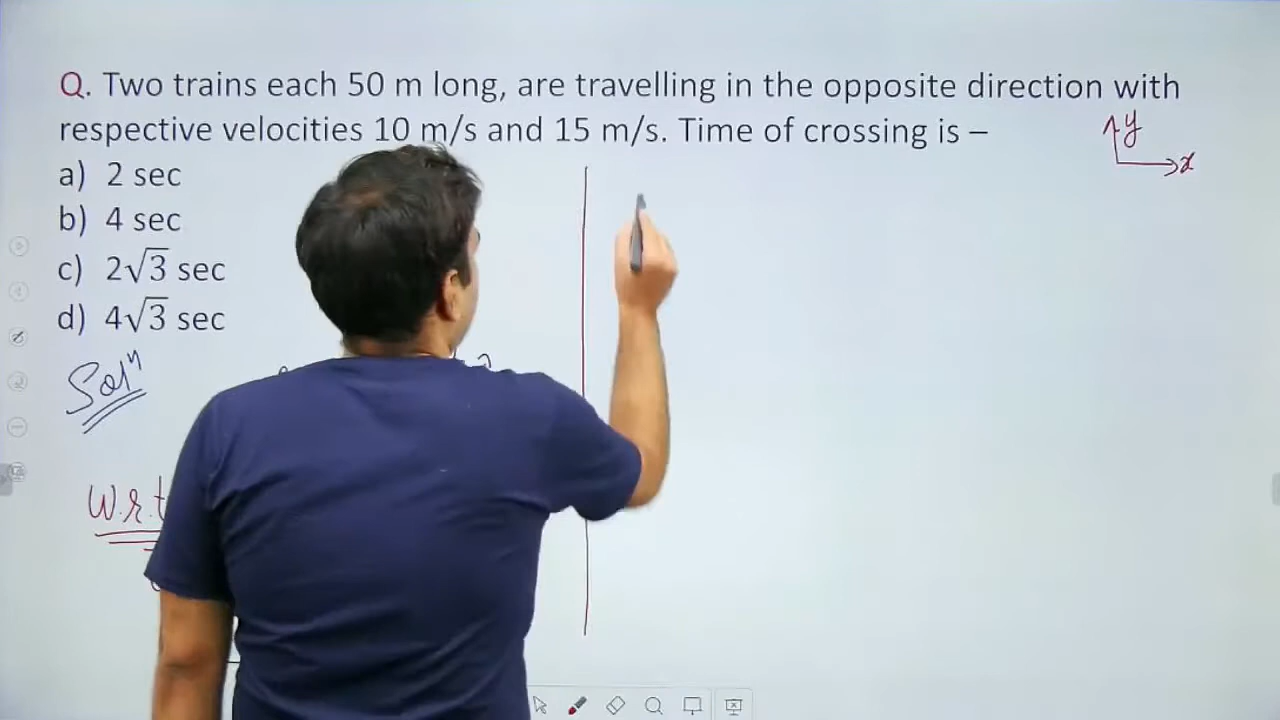 Q. Two trains each 50 m long, are travelling in the opposite direction with
respective velocities 10 m/s and 15 m/s. Time of crossing is –
a) 2 sec
b) 4 sec
c) 2√3 sec
d) 4√3 sec
y
x
Solⁿ
W.r.t